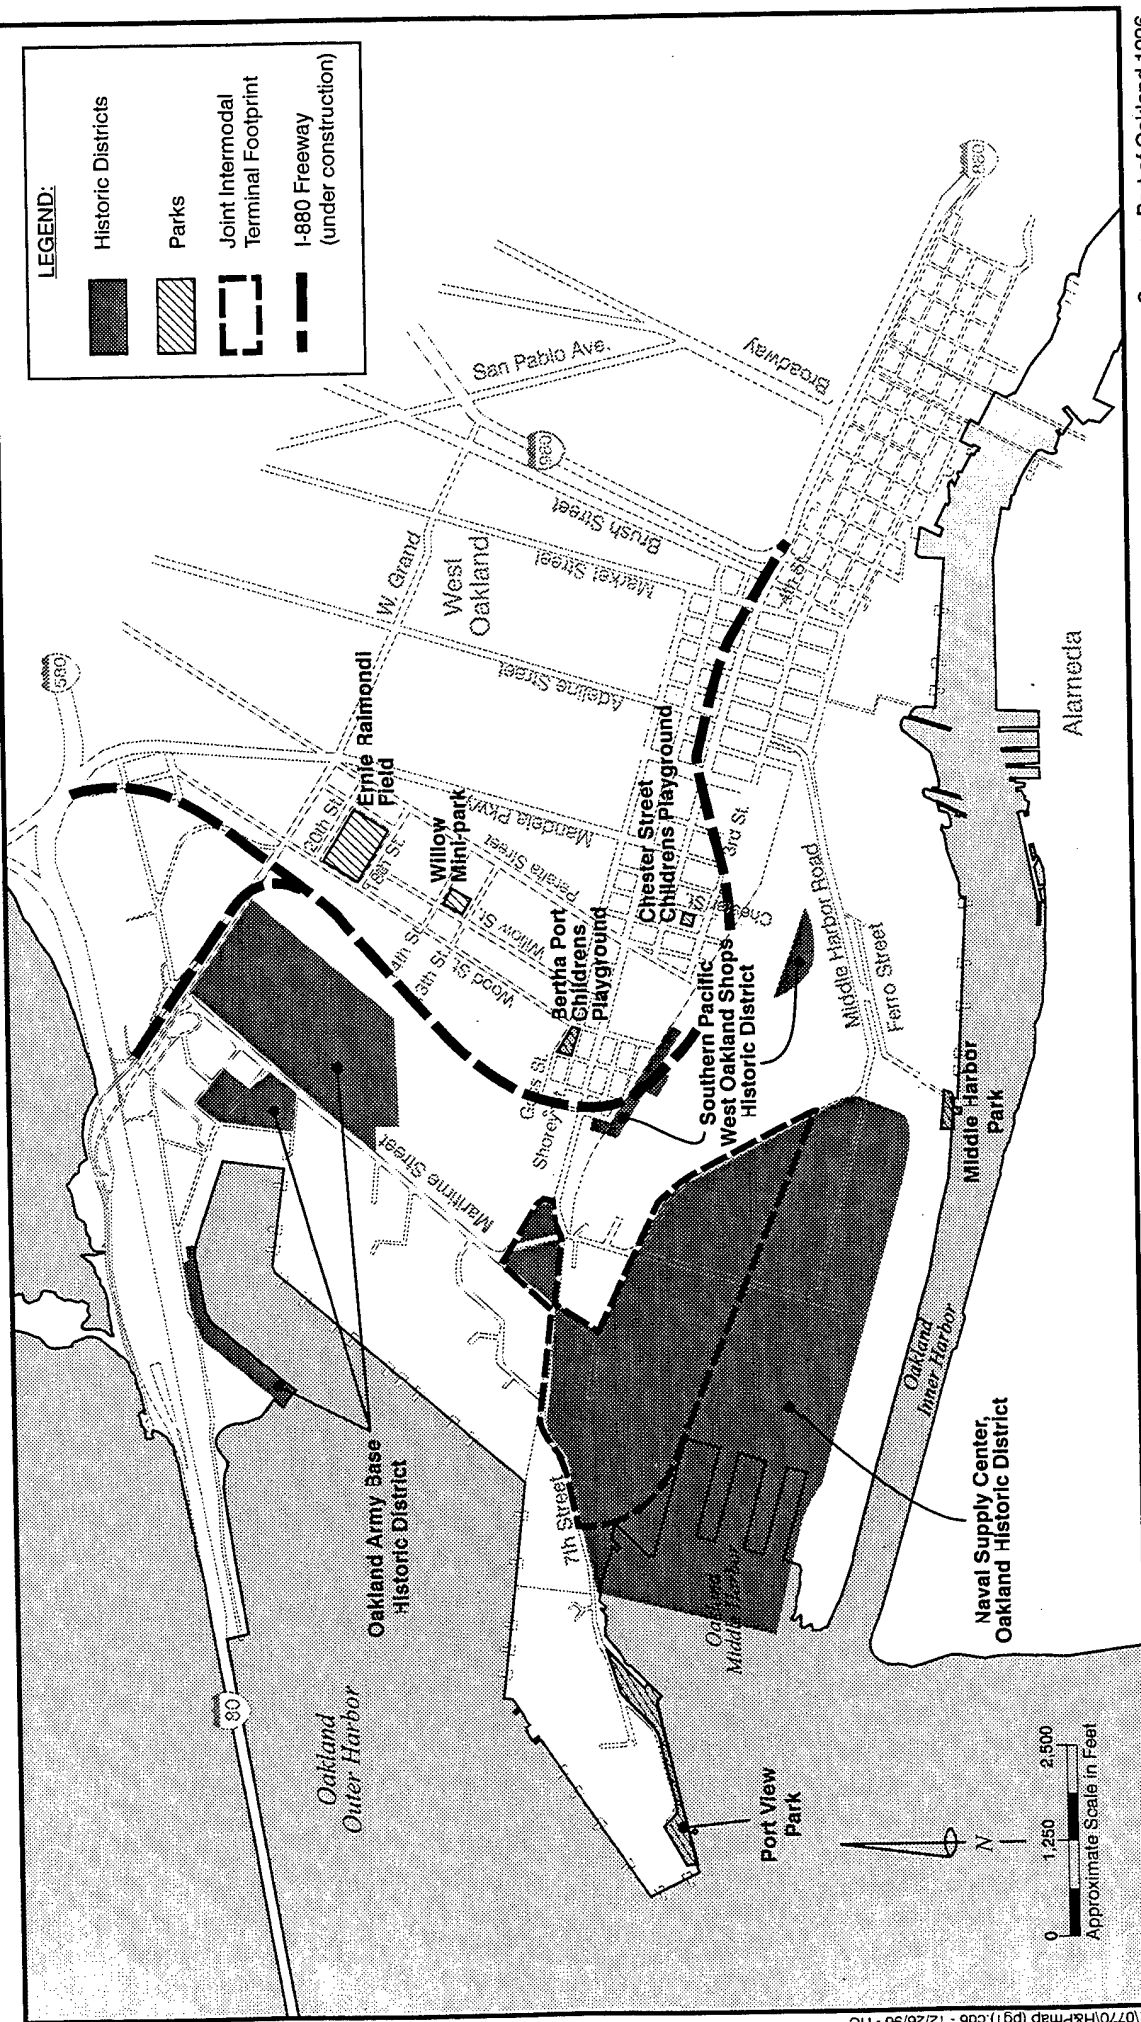 LEGEND:
Historic Districts
Parks
Joint Intermodal
Terminal Footprint
I-880 Freeway
(under construction)
580
880
980
80
San Pablo Ave.
Broadway
Brush Street
Market Street
Adeline Street
W. Grand
West
Oakland
Ernie Raimondi
Field
20th St.
18th St.
Willow
Mini-park
Mandela Pkwy
Peralta Street
Willow St.
Wood St.
Bertha Port
Childrens
Playground
Chester Street
Childrens Playground
Chester St.
3rd St.
4th St.
Southern Pacific
West Oakland Shops
Historic District
Middle Harbor Road
Ferro Street
Middle Harbor
Park
Goss St.
Shorey
Maritime Street
7th Street
Oakland Army Base
Historic District
Oakland
Outer Harbor
Oakland
Middle Harbor
Oakland
Inner Harbor
Naval Supply Center,
Oakland Historic District
Port View
Park
Alameda
N
0 1,250 2,500
Approximate Scale in Feet